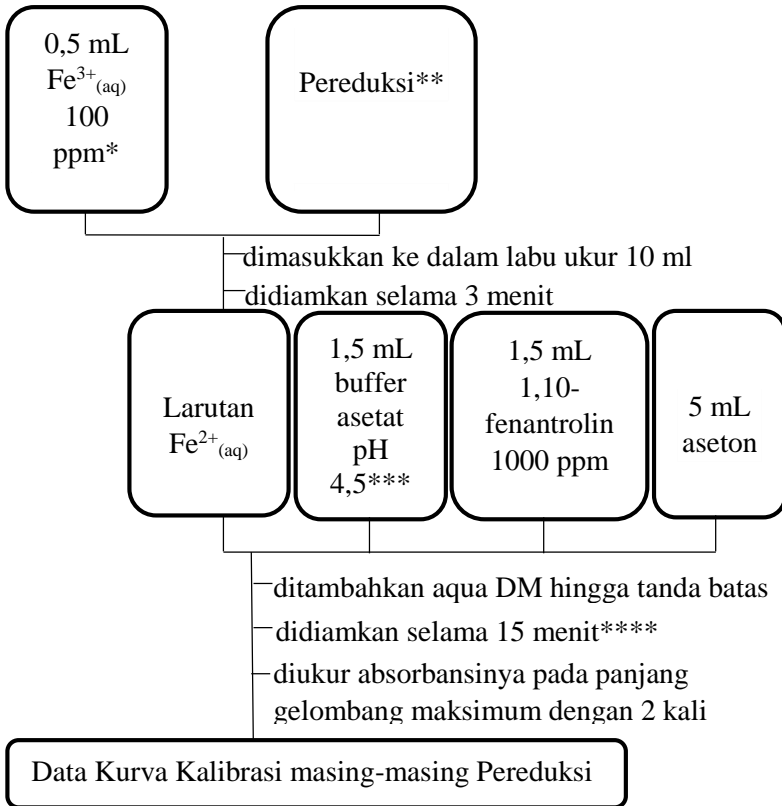 0,5 mL
Fe³⁺₍aq₎
100
ppm*
Pereduksi**
dimasukkan ke dalam labu ukur 10 ml
didiamkan selama 3 menit
Larutan
Fe²⁺₍aq₎
1,5 mL
buffer
asetat
pH
4,5***
1,5 mL
1,10-
fenantrolin
1000 ppm
5 mL
aseton
ditambahkan aqua DM hingga tanda batas
didiamkan selama 15 menit****
diukur absorbansinya pada panjang
gelombang maksimum dengan 2 kali
Data Kurva Kalibrasi masing-masing Pereduksi